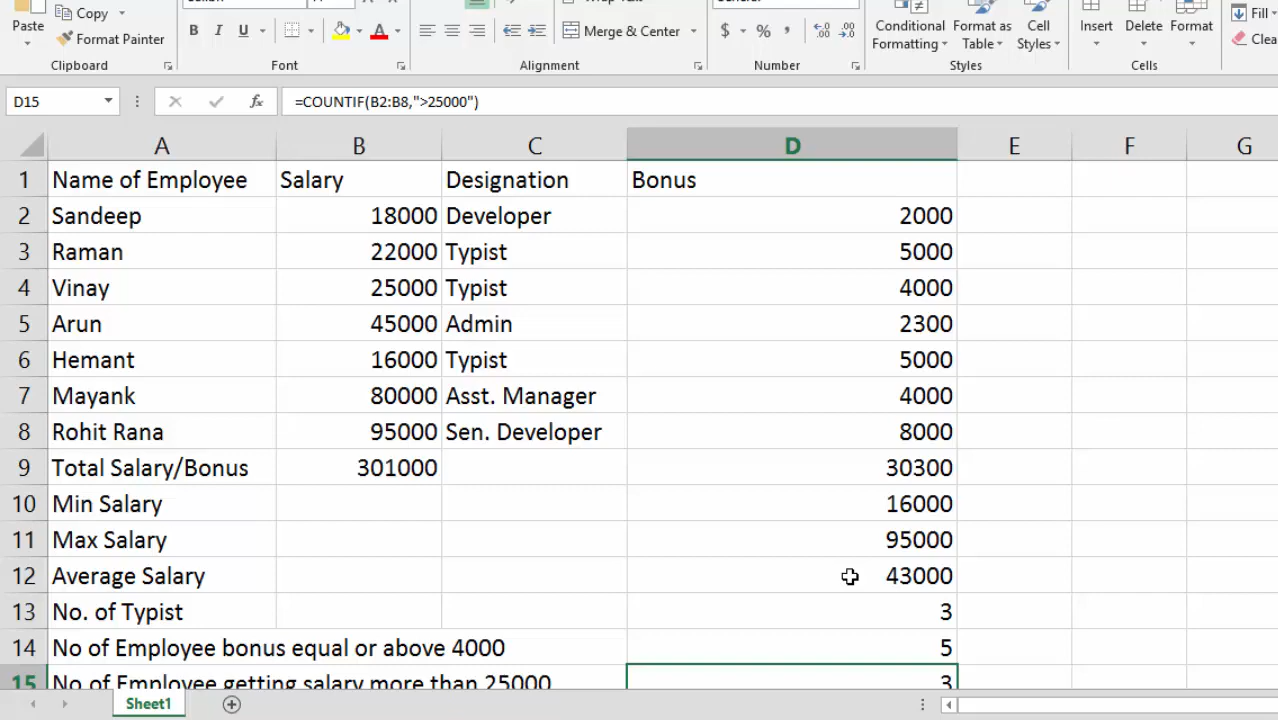 Paste
Copy
Format Painter
B I U
A
Merge & Center
$ % ,
Conditional Formatting
Format as Table
Cell Styles
Insert
Delete
Format
Fill
Clipboard
Font
Alignment
Number
Styles
Cells
D15 fx =COUNTIF(B2:B8,">25000")
A B C D E F G
1 Name of Employee Salary Designation Bonus
2 Sandeep 18000 Developer 2000
3 Raman 22000 Typist 5000
4 Vinay 25000 Typist 4000
5 Arun 45000 Admin 2300
6 Hemant 16000 Typist 5000
7 Mayank 80000 Asst. Manager 4000
8 Rohit Rana 95000 Sen. Developer 8000
9 Total Salary/Bonus 301000 30300
10 Min Salary 16000
11 Max Salary 95000
12 Average Salary 43000
13 No. of Typist 3
14 No of Employee bonus equal or above 4000 5
15 No of Employee getting salary more than 25000 3
Sheet1